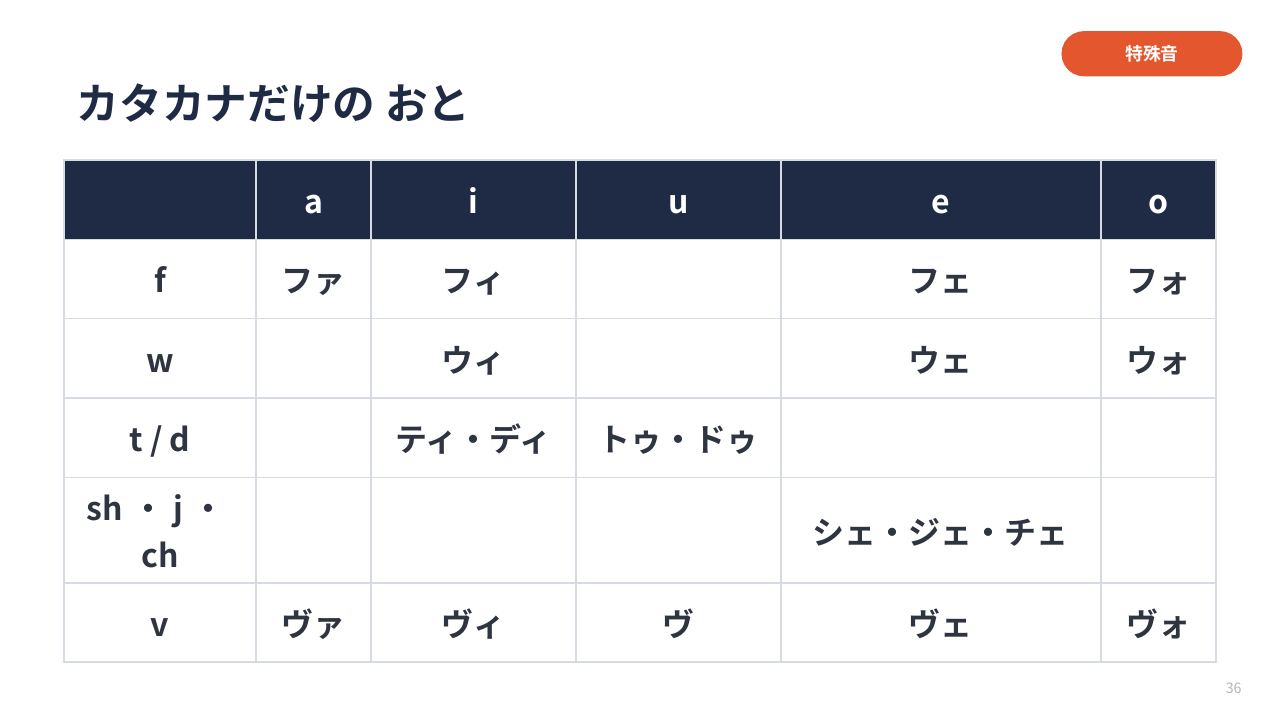 特殊音
カタカナだけの おと
a i u e o
f ファ フィ フェ フォ
w ウィ ウェ ウォ
t / d ティ・ディ トゥ・ドゥ
sh ・ j ・
ch シェ・ジェ・チェ
v ヴァ ヴィ ヴ ヴェ ヴォ
36